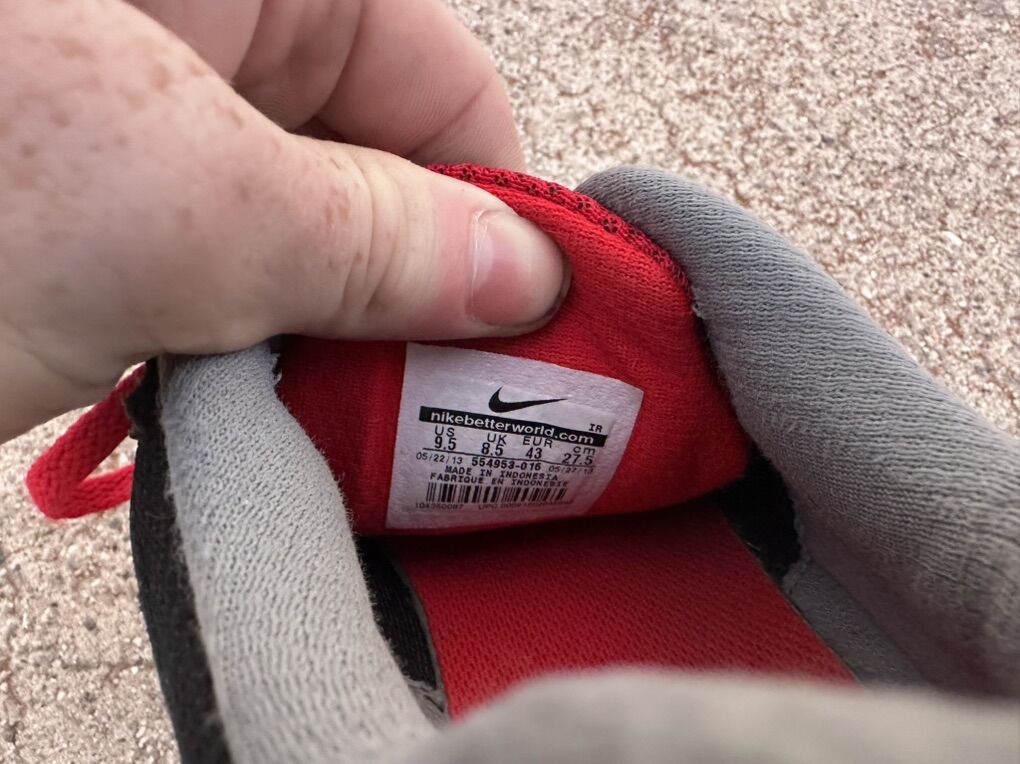 nikebetterworld.com
IR
US UK EUR cm
9.5 8.5 43 27.5
05/22/13 554953-016 05/27/13
MADE IN INDONESIA
FABRIQUE EN INDONESIE
UPC